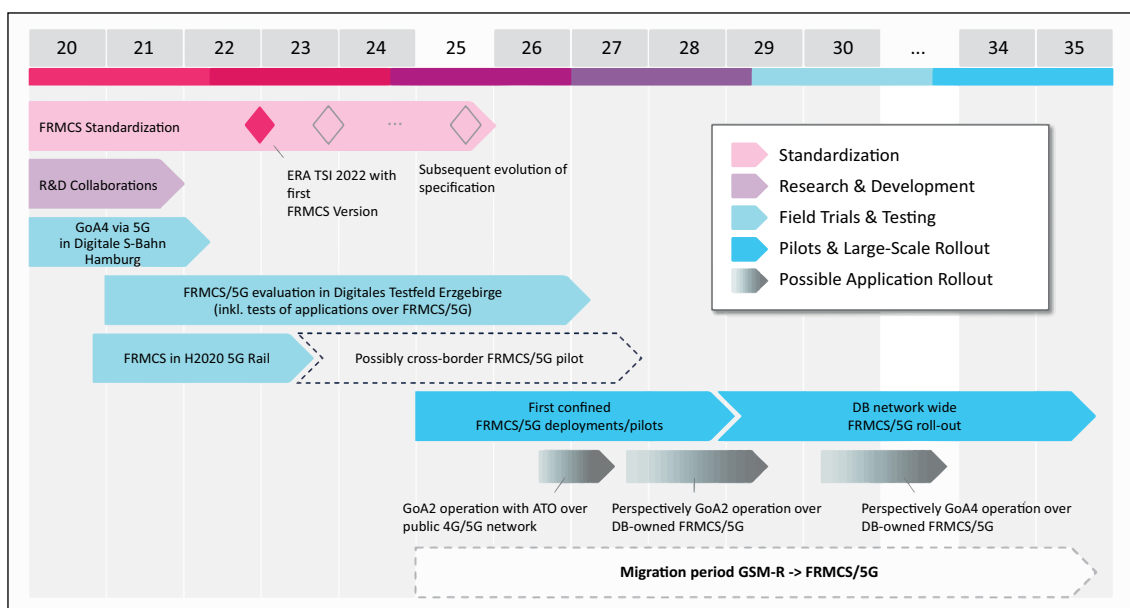 20 21 22 23 24 25 26 27 28 29 30 ... 34 35
FRMCS Standardization
...
ERA TSI 2022 with
first
FRMCS Version
Subsequent evolution of
specification
R&D Collaborations
GoA4 via 5G
in Digitale S-Bahn
Hamburg
FRMCS/5G evaluation in Digitales Testfeld Erzgebirge
(inkl. tests of applications over FRMCS/5G)
FRMCS in H2020 5G Rail
Possibly cross-border FRMCS/5G pilot
Standardization
Research & Development
Field Trials & Testing
Pilots & Large-Scale Rollout
Possible Application Rollout
First confined
FRMCS/5G deployments/pilots
DB network wide
FRMCS/5G roll-out
GoA2 operation with ATO over
public 4G/5G network
Perspectively GoA2 operation over
DB-owned FRMCS/5G
Perspectively GoA4 operation over
DB-owned FRMCS/5G
Migration period GSM-R -> FRMCS/5G